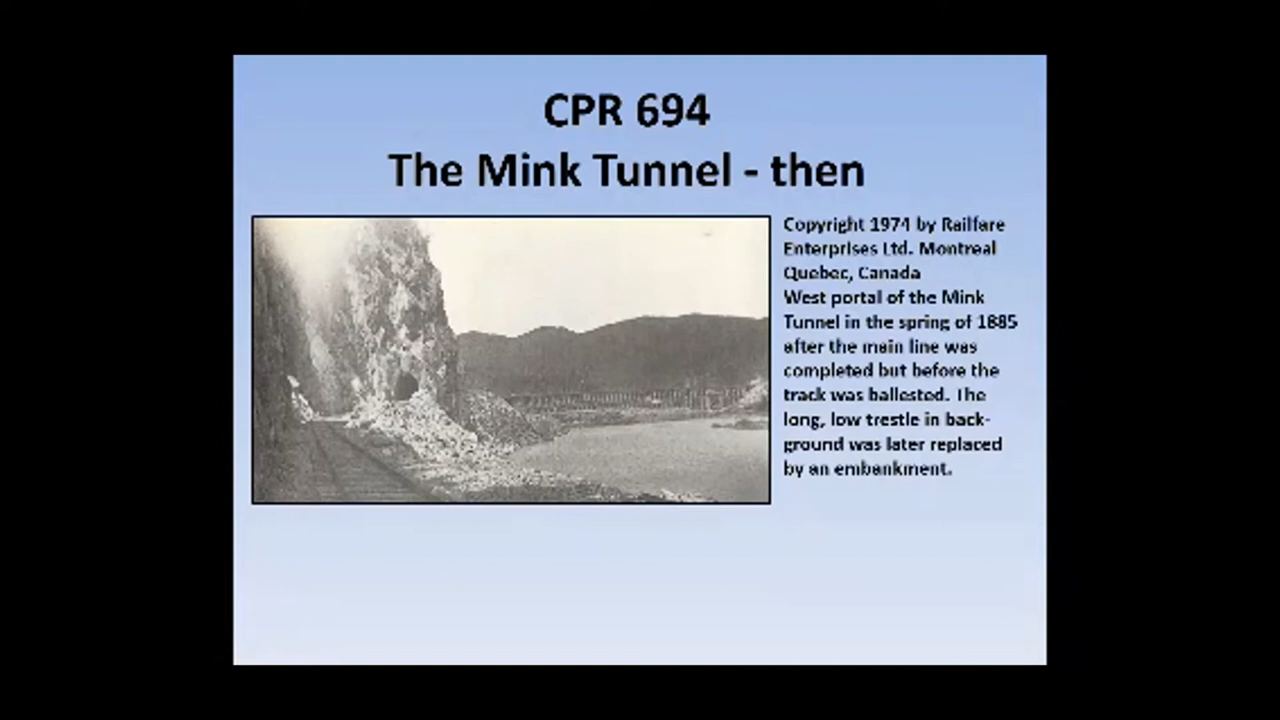 CPR 694
The Mink Tunnel - then
Copyright 1974 by Railfare
Enterprises Ltd. Montreal
Quebec, Canada
West portal of the Mink
Tunnel in the spring of 1885
after the main line was
completed but before the
track was ballested. The
long, low trestle in back-
ground was later replaced
by an embankment.